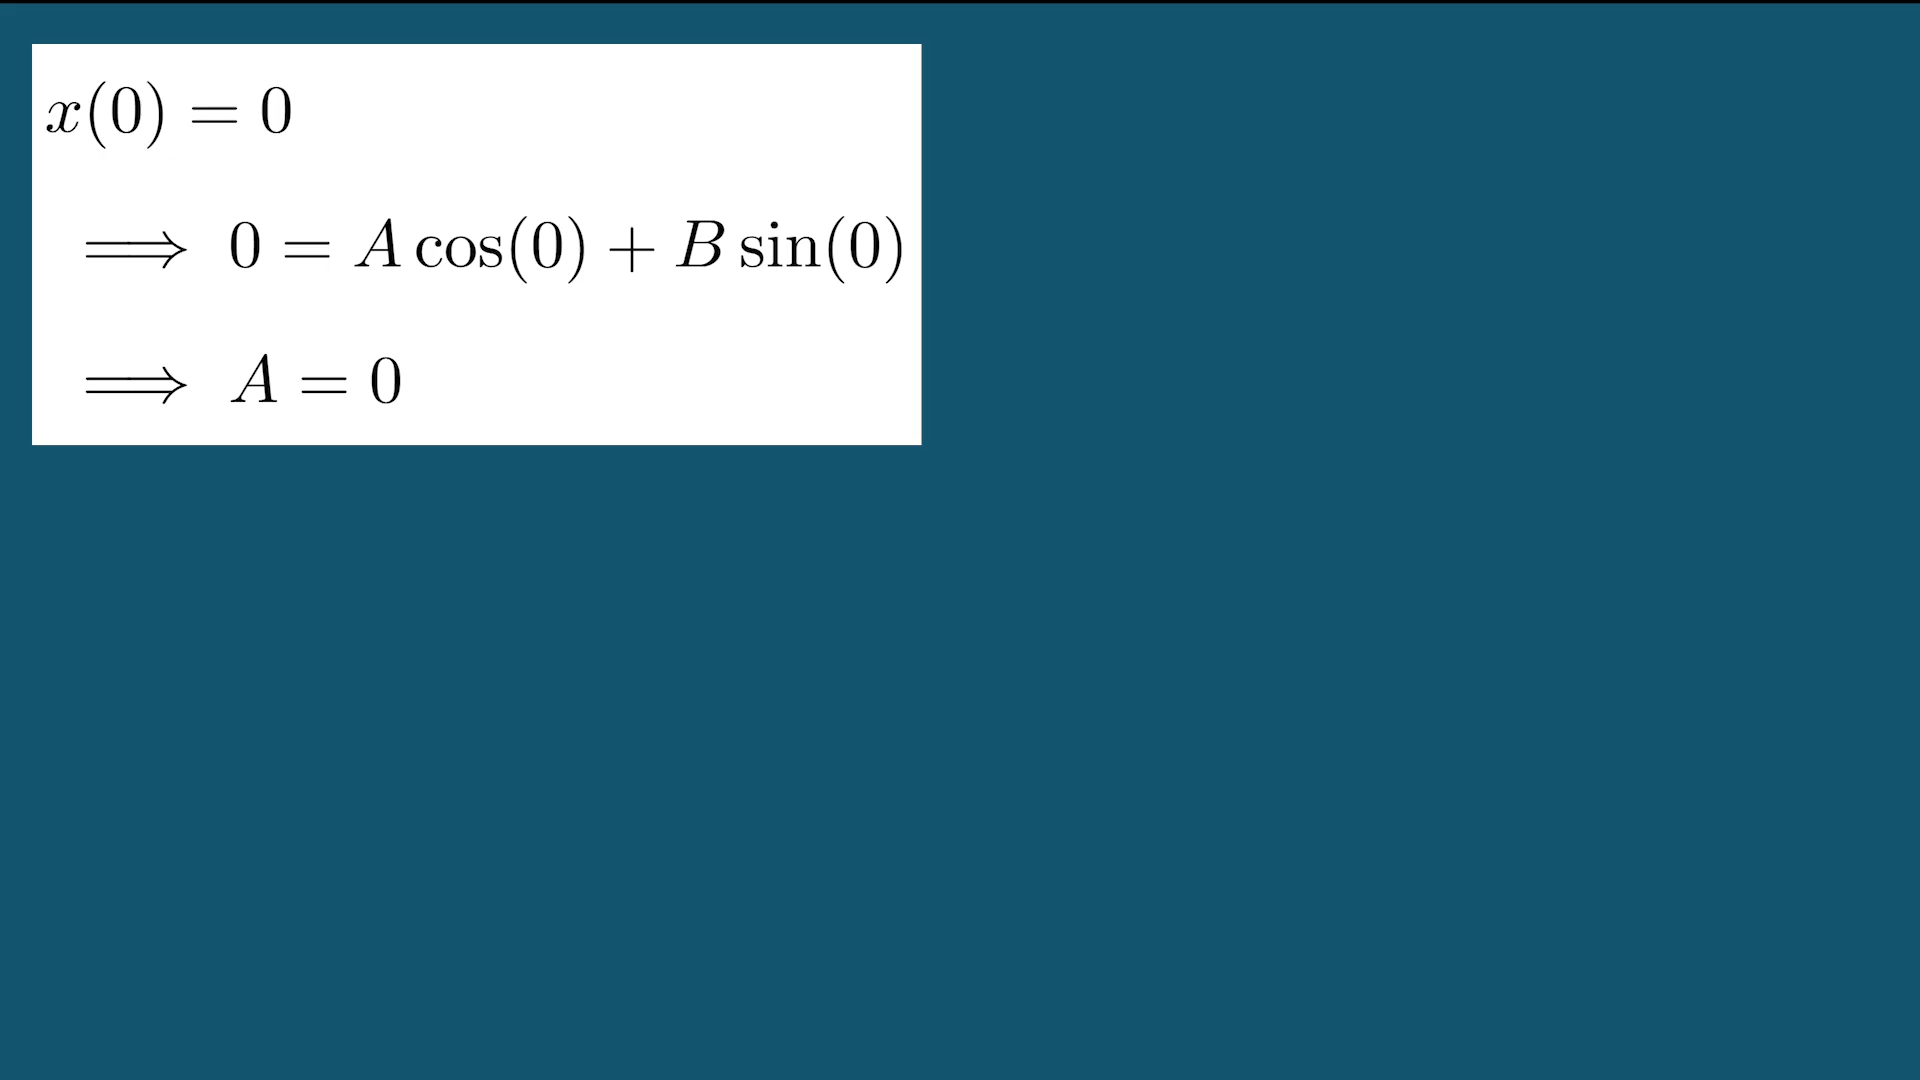 x(0) = 0
⟹ 0 = A cos(0) + B sin(0)
⟹ A = 0